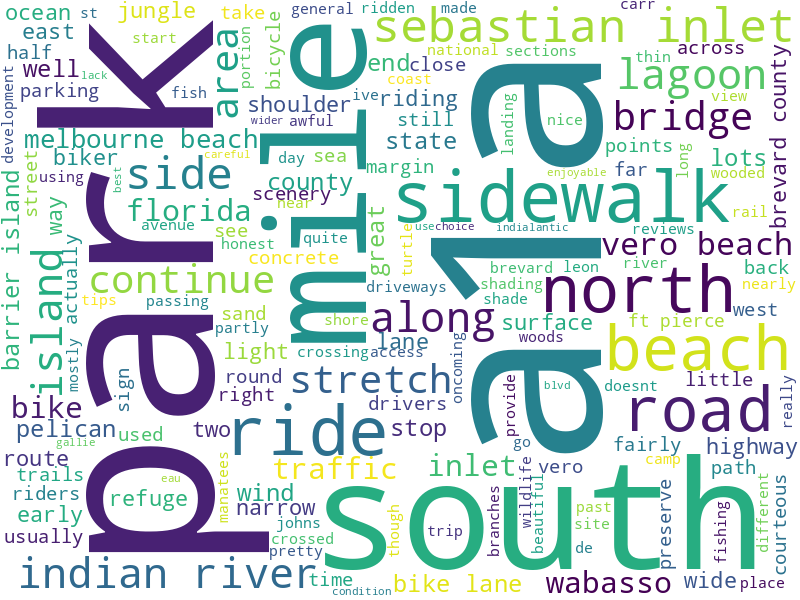 ocean
st
jungle
take
general
ridden
made
carr
east
start
portion
bicycle
sebastian inlet
half
lack
area
national
sections
across
well
end
close
coast
thin
development
parking
fish
shoulder
ive
riding
lagoon
view
wider
awful
still
landing
nice
bridge
park
mile
a1a
melbourne beach
careful
day
sea
state
points
lots
brevard county
biker
side
margin
enjoyable
long
wooded
using
best
county
far
street
scenery
sidewalk
florida
near
way
avenue
see
honest
quite
great
turtle
use
choice
indialantic
reviews
rail
barrier island
island
actually
concrete
vero beach
continue
brevard
leon
river
back
tips
passing
driveways
shading
nearly
mostly
sand
shore
along
shade
north
west
partly
lane
surface
ft pierce
light
crossing
access
woods
beach
sign
round
stretch
oncoming
blvd
doesnt
little
really
right
drivers
provide
bike
pelican
used
two
ride
stop
road
gallie
go
fairly
highway
route
traffic
inlet
vero
camp
path
trails
eau
manatees
refuge
wind
riders
narrow
south
wildlife
beautiful
branches
early
johns
though
trip
past
site
preserve
fishing
different
courteous
usually
crossed
pretty
de
indian river
time
condition
bike lane
wabasso
wide
place